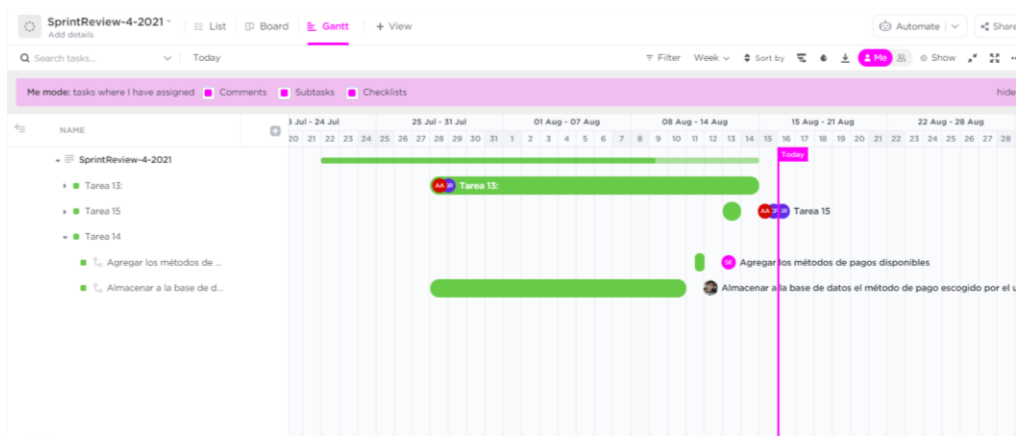 SprintReview-4-2021
Add details
List Board Gantt + View
Automate Share
Search tasks... Today
Filter Week Sort by Me Show
Me mode: tasks where I have assigned Comments Subtasks Checklists hide
NAME
Jul - 24 Jul 25 Jul - 31 Jul 01 Aug - 07 Aug 08 Aug - 14 Aug 15 Aug - 21 Aug 22 Aug - 28 Aug
20 21 22 23 24 25 26 27 28 29 30 31 1 2 3 4 5 6 7 8 9 10 11 12 13 14 15 16 17 18 19 20 21 22 23 24 25 26 27 28
Today
SprintReview-4-2021
Tarea 13: AA Tarea 13:
Tarea 15 AA Tarea 15
Tarea 14
Agregar los métodos de ... SE Agregar los métodos de pagos disponibles
Almacenar a la base de d... Almacenar a la base de datos el método de pago escogido por el u